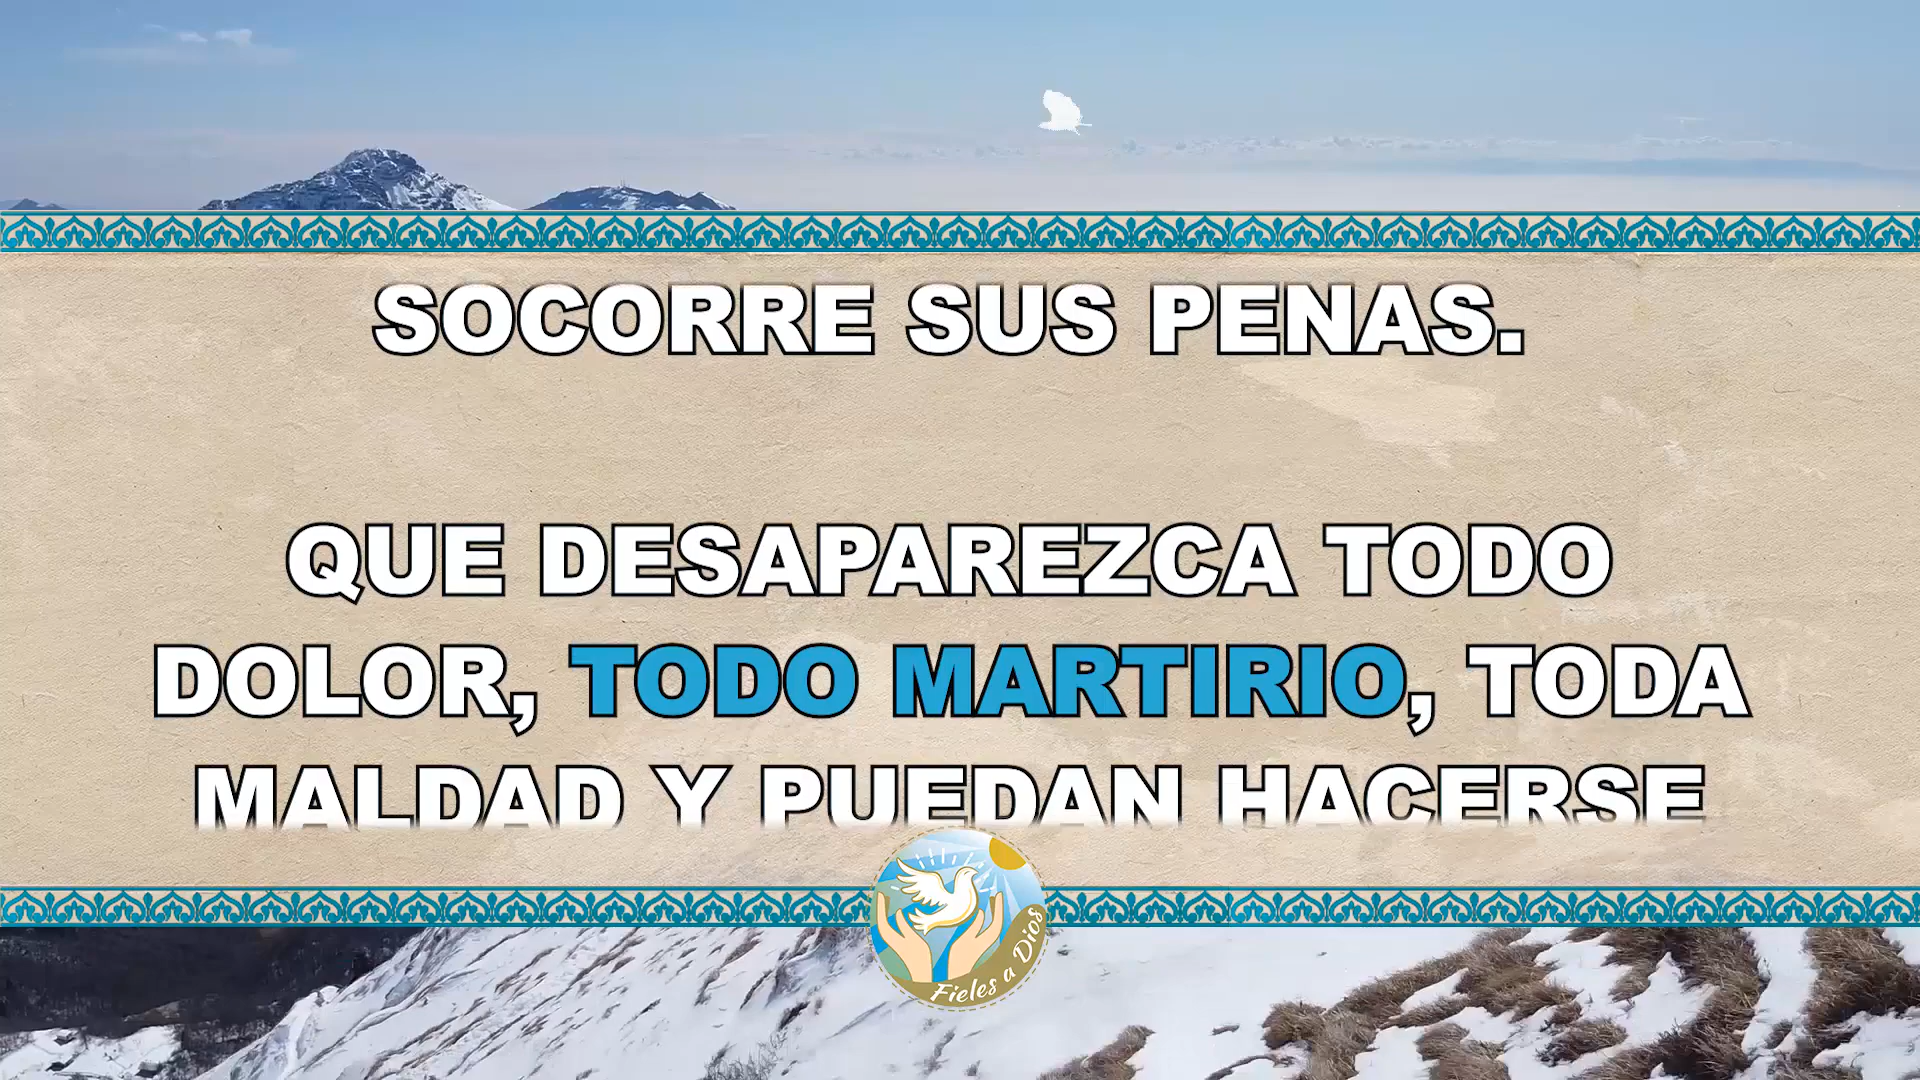 SOCORRE SUS PENAS.
QUE DESAPAREZCA TODO
DOLOR, TODO MARTIRIO, TODA
MALDAD Y PUEDAN HACERSE
Fieles a Dios